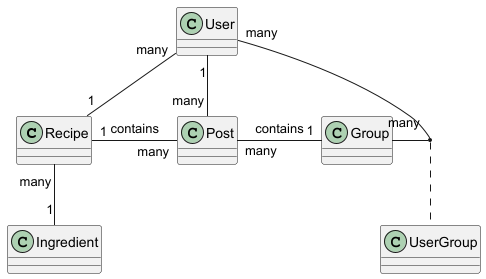 C User
many
many
1
1
many
many
C Recipe
1 contains
many
C Post
contains 1
many
C Group
many
1
C Ingredient
C UserGroup